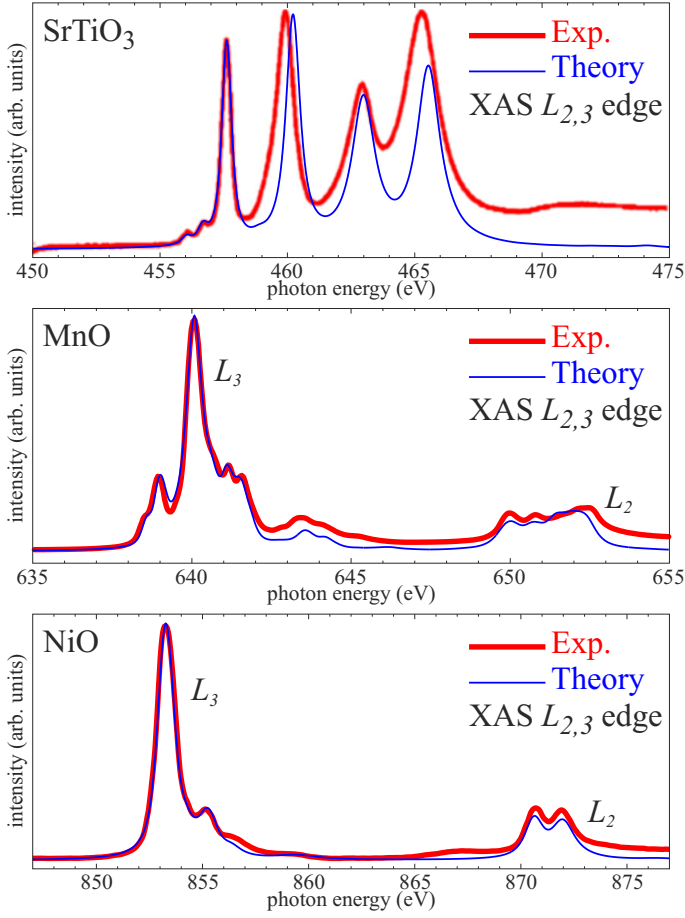 SrTiO3
Exp.
Theory
XAS L2,3 edge
intensity (arb. units)
450 455 460 465 470 475
photon energy (eV)
MnO
L3
Exp.
Theory
XAS L2,3 edge
L2
intensity (arb. units)
635 640 645 650 655
photon energy (eV)
NiO
L3
Exp.
Theory
XAS L2,3 edge
L2
intensity (arb. units)
850 855 860 865 870 875
photon energy (eV)